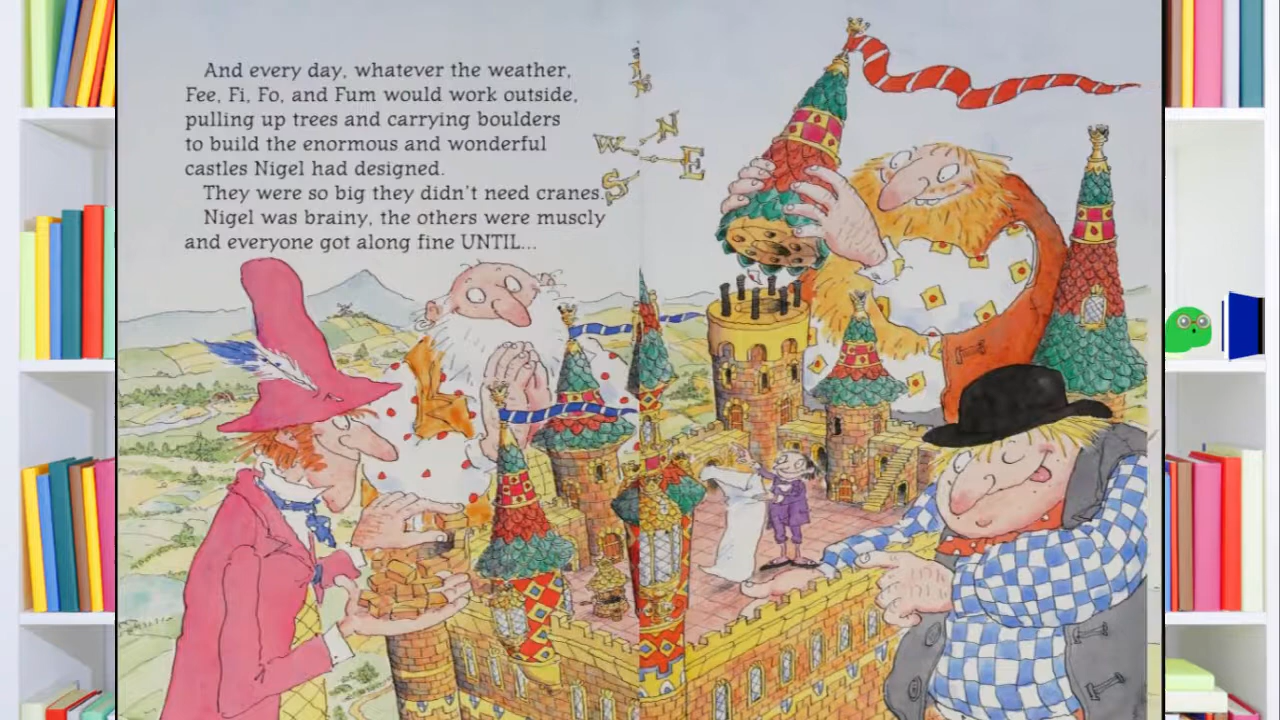 And every day, whatever the weather,
Fee, Fi, Fo, and Fum would work outside,
pulling up trees and carrying boulders
to build the enormous and wonderful
castles Nigel had designed.
They were so big they didn't need cranes.
Nigel was brainy, the others were muscly
and everyone got along fine UNTIL...
N
W E
S